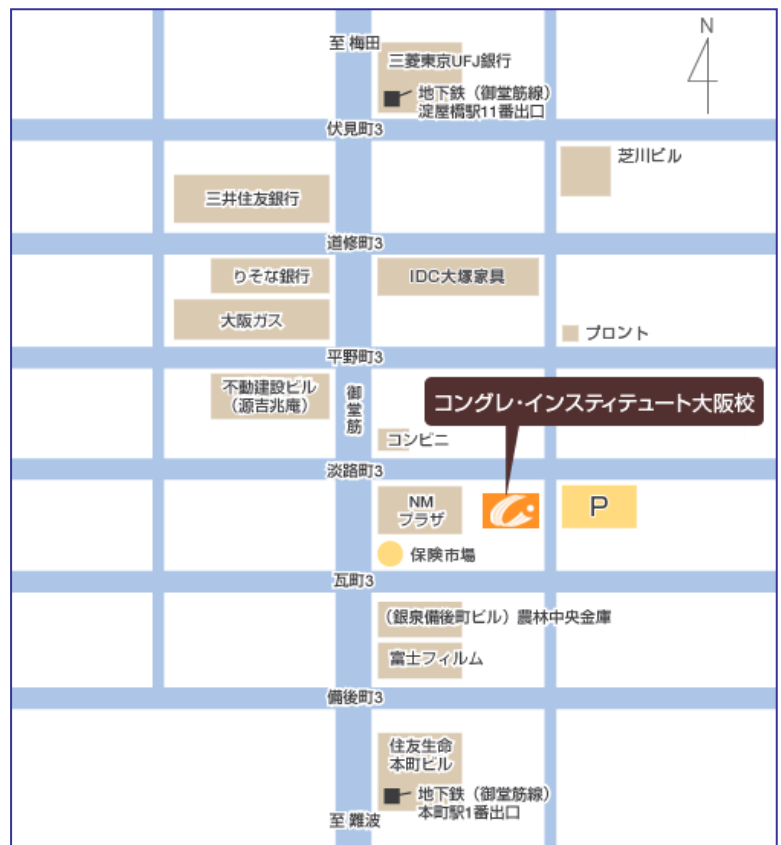 N
至 梅田
三菱東京UFJ銀行
地下鉄（御堂筋線）
淀屋橋駅11番出口
伏見町3
芝川ビル
三井住友銀行
道修町3
りそな銀行
IDC大塚家具
大阪ガス
プロント
平野町3
不動建設ビル
（源吉兆庵）
御堂筋
コングレ・インスティテュート大阪校
コンビニ
淡路町3
NM
プラザ
P
保険市場
瓦町3
（銀泉備後町ビル）農林中央金庫
富士フィルム
備後町3
住友生命
本町ビル
地下鉄（御堂筋線）
本町駅1番出口
至 難波